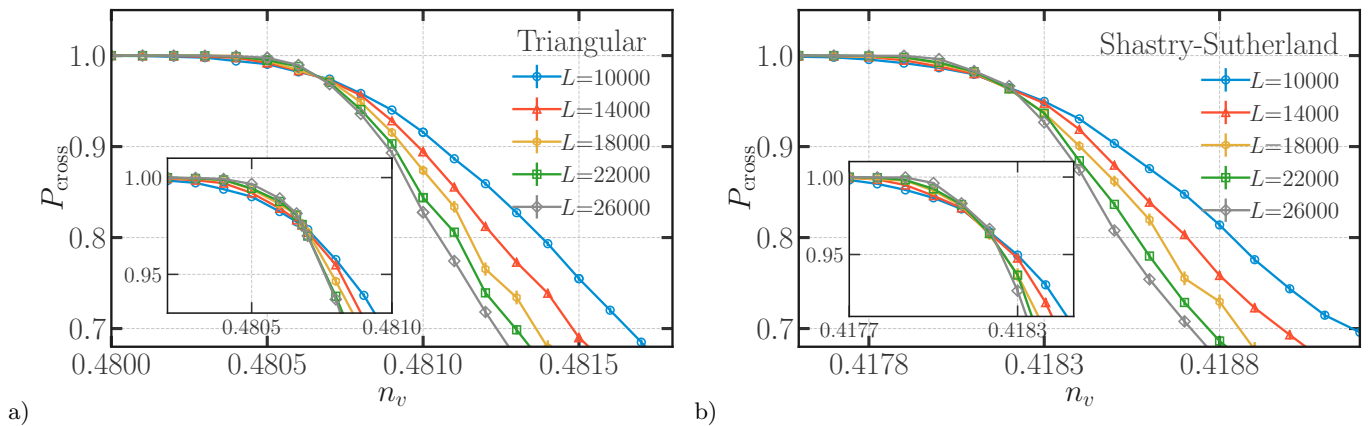 Triangular
L=10000
L=14000
L=18000
L=22000
L=26000
1.0
0.9
0.8
0.7
P_cross
0.4800
0.4805
0.4810
0.4815
n_v
1.00
0.95
0.4805
0.4810
a)
Shastry-Sutherland
L=10000
L=14000
L=18000
L=22000
L=26000
1.0
0.9
0.8
0.7
P_cross
0.4178
0.4183
0.4188
n_v
1.00
0.95
0.4177
0.4183
b)